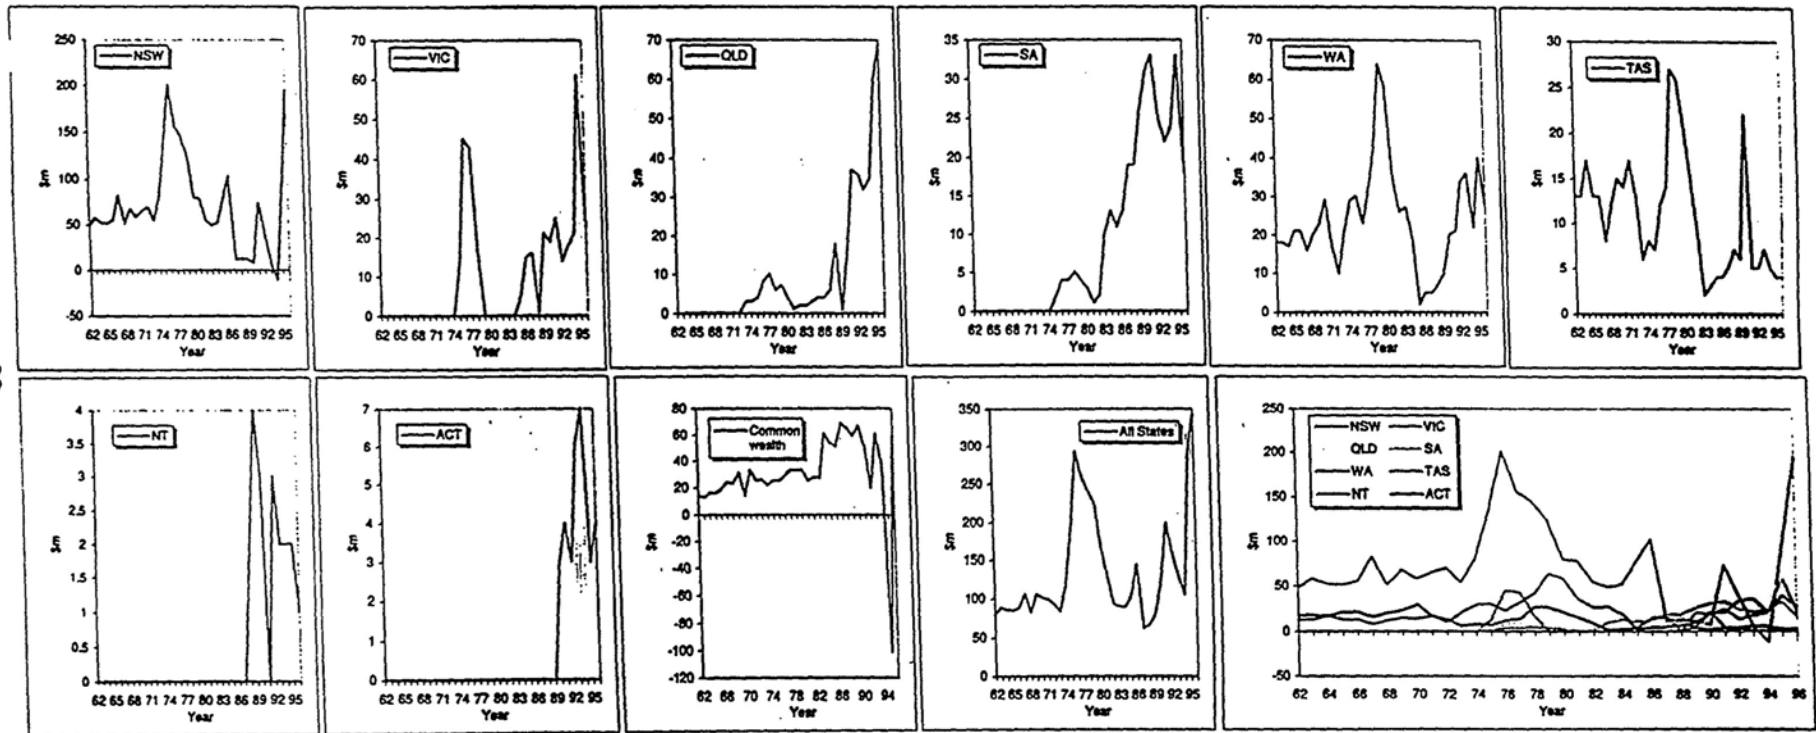 NSW
250
200
150
100
50
0
-50
$m
62 65 68 71 74 77 80 83 86 89 92 95
Year
VIC
70
60
50
40
30
20
10
0
$m
62 65 68 71 74 77 80 83 86 89 92 95
Year
QLD
70
60
50
40
30
20
10
0
$m
62 65 68 71 74 77 80 83 86 89 92 95
Year
SA
35
30
25
20
15
10
5
0
$m
62 65 68 71 74 77 80 83 86 89 92 95
Year
WA
70
60
50
40
30
20
10
0
$m
62 65 68 71 74 77 80 83 86 89 92 95
Year
TAS
30
25
20
15
10
5
0
$m
62 65 68 71 74 77 80 83 86 89 92 95
Year
NT
4
3.5
3
2.5
2
1.5
1
0.5
0
$m
62 65 68 71 74 77 80 83 86 89 92 95
Year
ACT
7
6
5
4
3
2
1
0
$m
62 65 68 71 74 77 80 83 86 89 92 95
Year
Common
wealth
80
60
40
20
0
-20
-40
-60
-80
-100
-120
$m
62 68 70 74 78 82 86 90 94
Year
All States
350
300
250
200
150
100
50
0
$m
62 65 68 71 74 77 80 83 86 89 92 95
Year
NSW VIC
QLD SA
WA TAS
NT ACT
250
200
150
100
50
0
-50
$m
62 64 66 68 70 72 74 76 78 80 82 84 86 88 90 92 94 96
Year